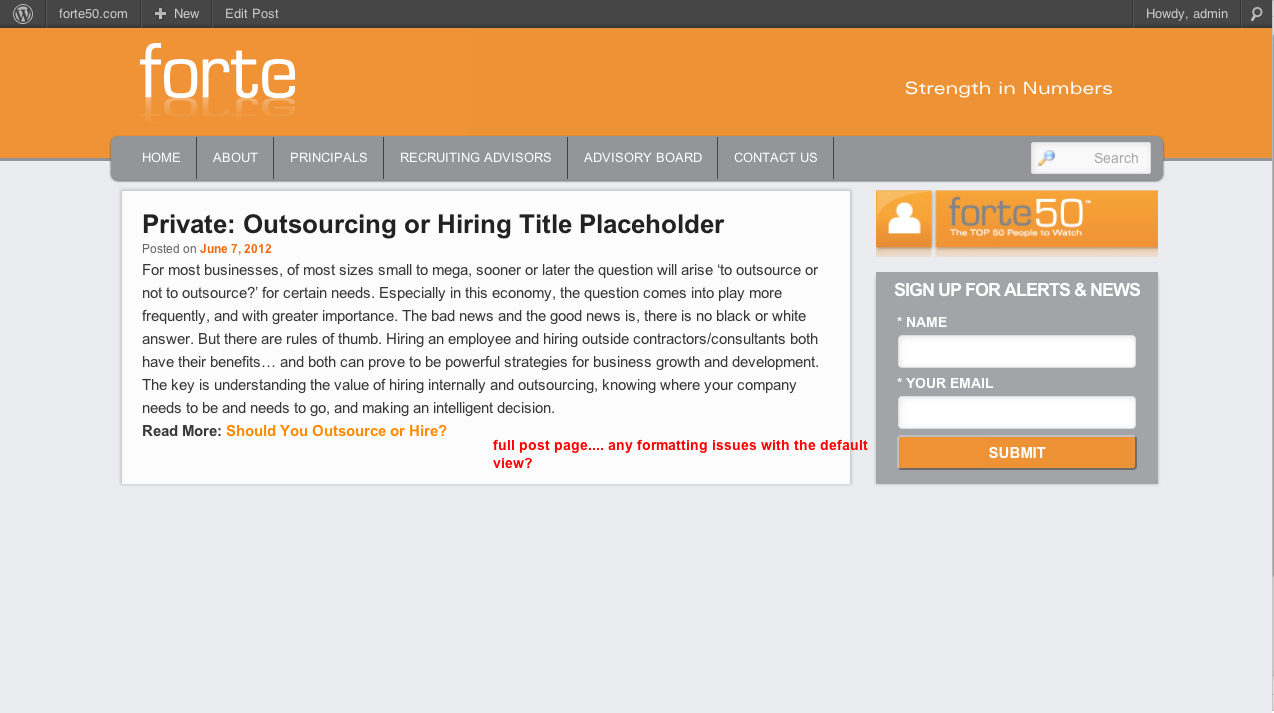 forte50.com New Edit Post Howdy, admin
forte
Strength in Numbers
HOME ABOUT PRINCIPALS RECRUITING ADVISORS ADVISORY BOARD CONTACT US Search
Private: Outsourcing or Hiring Title Placeholder
Posted on June 7, 2012
For most businesses, of most sizes small to mega, sooner or later the question will arise ‘to outsource or
not to outsource?’ for certain needs. Especially in this economy, the question comes into play more
frequently, and with greater importance. The bad news and the good news is, there is no black or white
answer. But there are rules of thumb. Hiring an employee and hiring outside contractors/consultants both
have their benefits… and both can prove to be powerful strategies for business growth and development.
The key is understanding the value of hiring internally and outsourcing, knowing where your company
needs to be and needs to go, and making an intelligent decision.
Read More: Should You Outsource or Hire?
full post page.... any formatting issues with the default
view?
forte50™
The TOP 50 People to Watch
SIGN UP FOR ALERTS & NEWS
* NAME
* YOUR EMAIL
SUBMIT